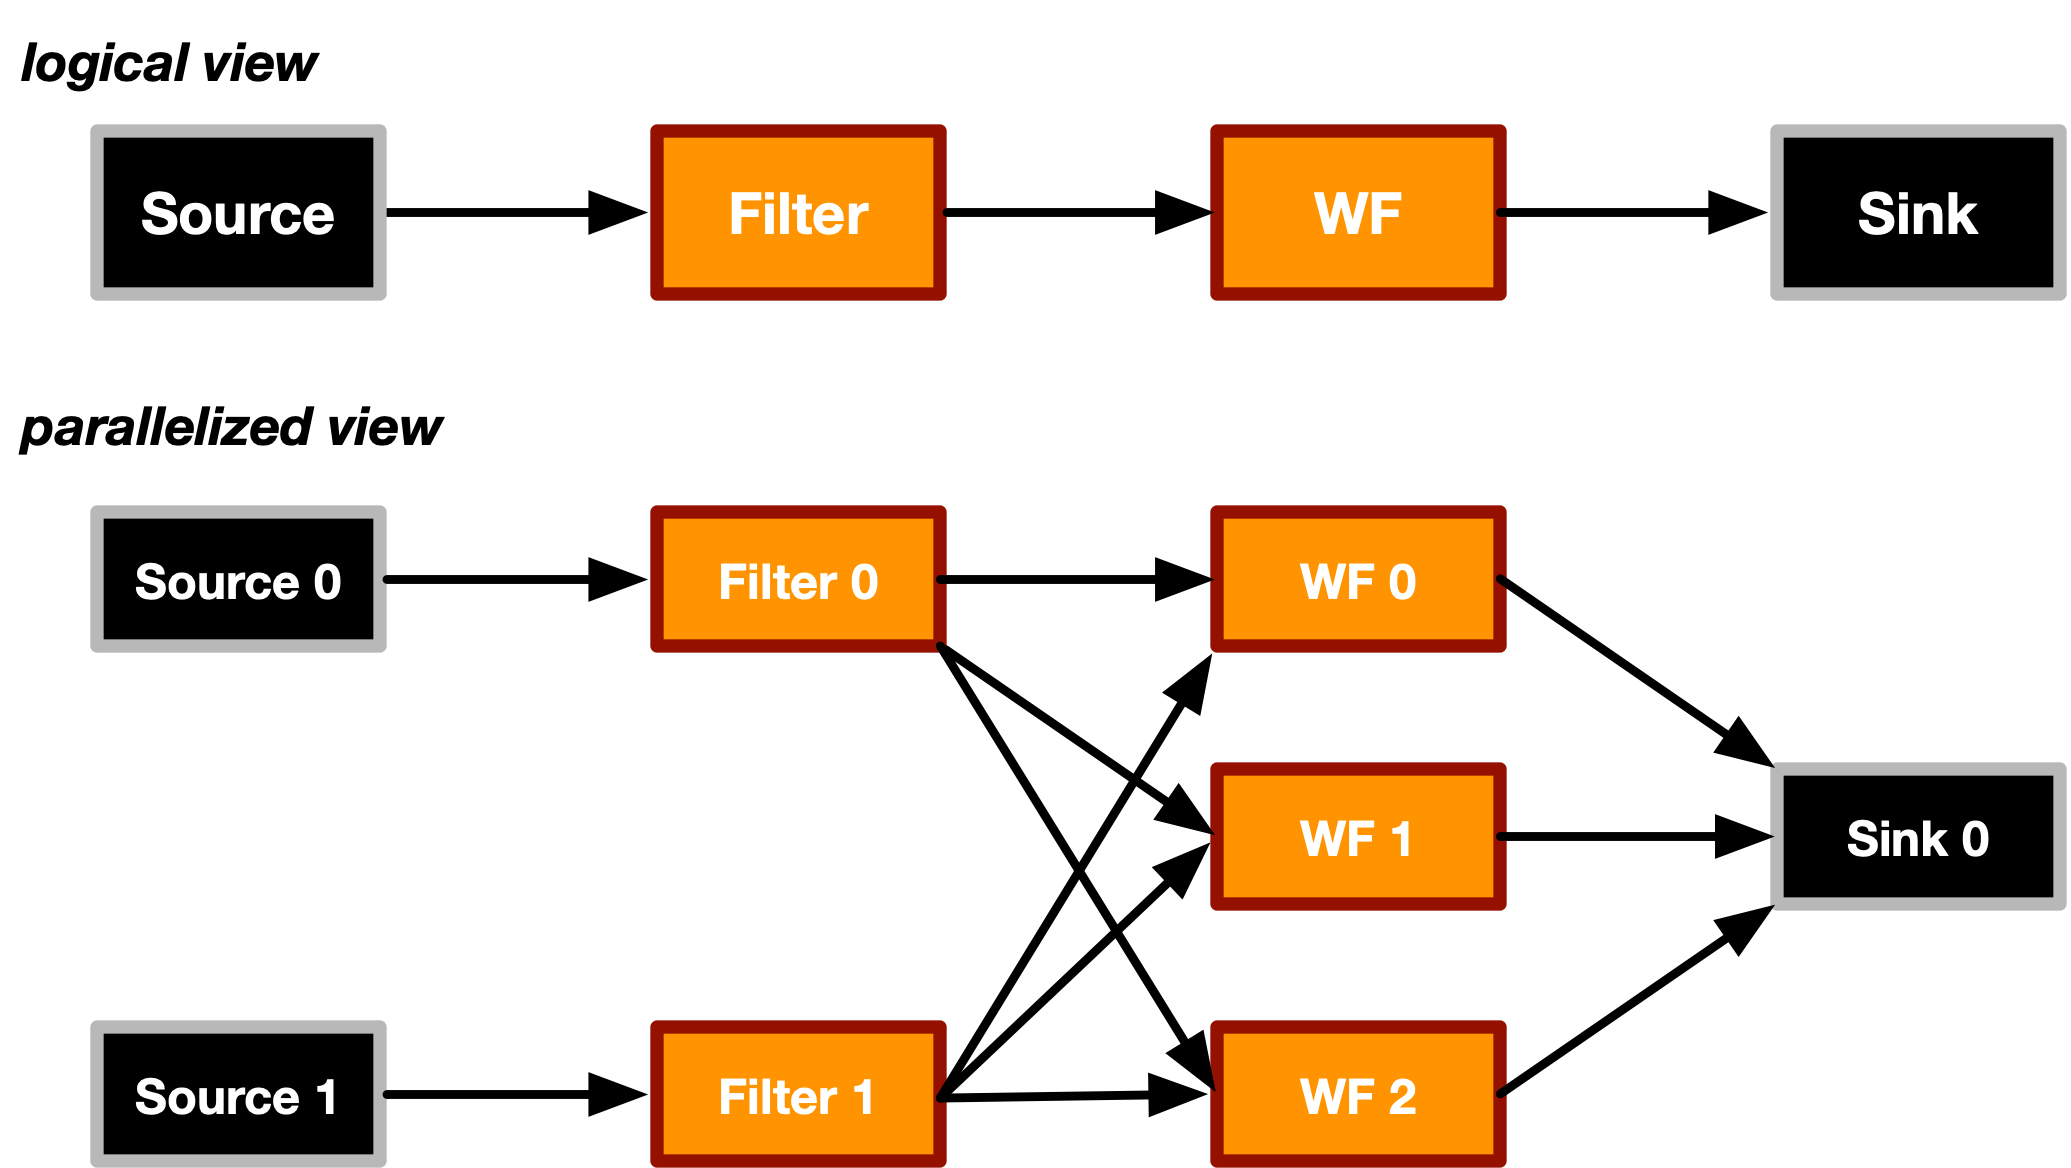 logical view
Source
Filter
WF
Sink
parallelized view
Source 0
Filter 0
WF 0
WF 1
Sink 0
Source 1
Filter 1
WF 2